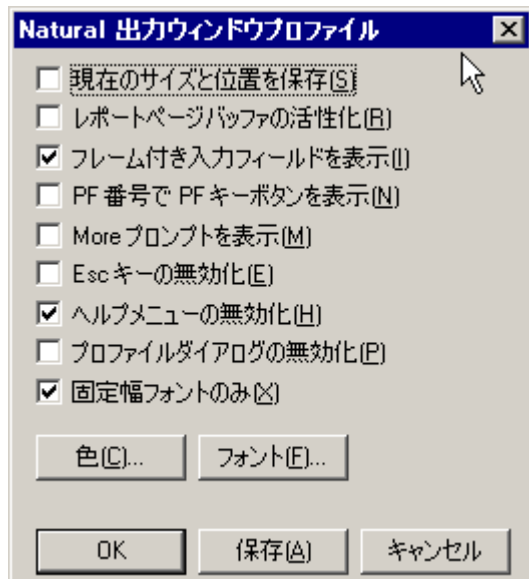 Natural 出力ウィンドウプロファイル
現在のサイズと位置を保存(S)
レポートページバッファの活性化(R)
フレーム付き入力フィールドを表示(I)
PF 番号で PF キーボタンを表示(N)
More プロンプトを表示(M)
Esc キーの無効化(E)
ヘルプメニューの無効化(H)
プロファイルダイアログの無効化(P)
固定幅フォントのみ(X)
色(C)... フォント(F)...
OK 保存(A) キャンセル